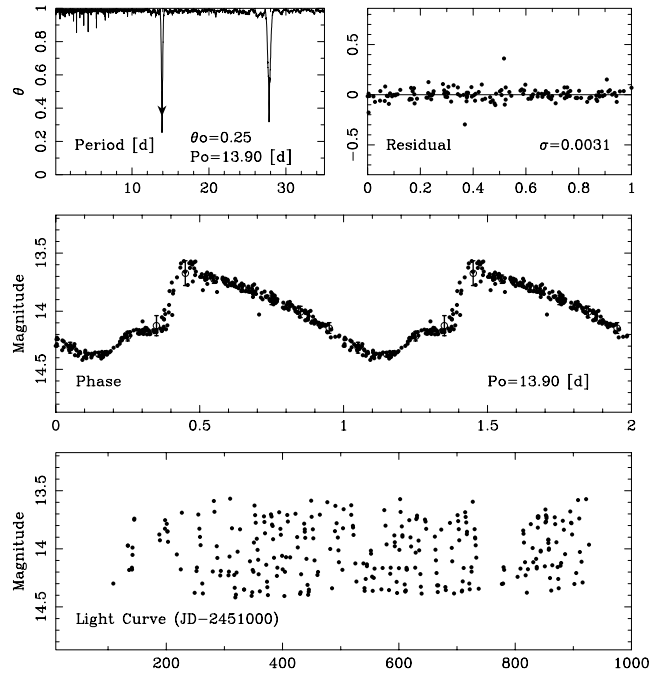 1
0.8
0.6
0.4
0.2
0
θ
Period [d]
θo=0.25
Po=13.90 [d]
10 20 30
0.5
0
−0.5
Residual
σ=0.0031
0 0.2 0.4 0.6 0.8 1
13.5
14
14.5
Magnitude
Phase
Po=13.90 [d]
0 0.5 1 1.5 2
13.5
14
14.5
Magnitude
Light Curve (JD−2451000)
200 400 600 800 1000